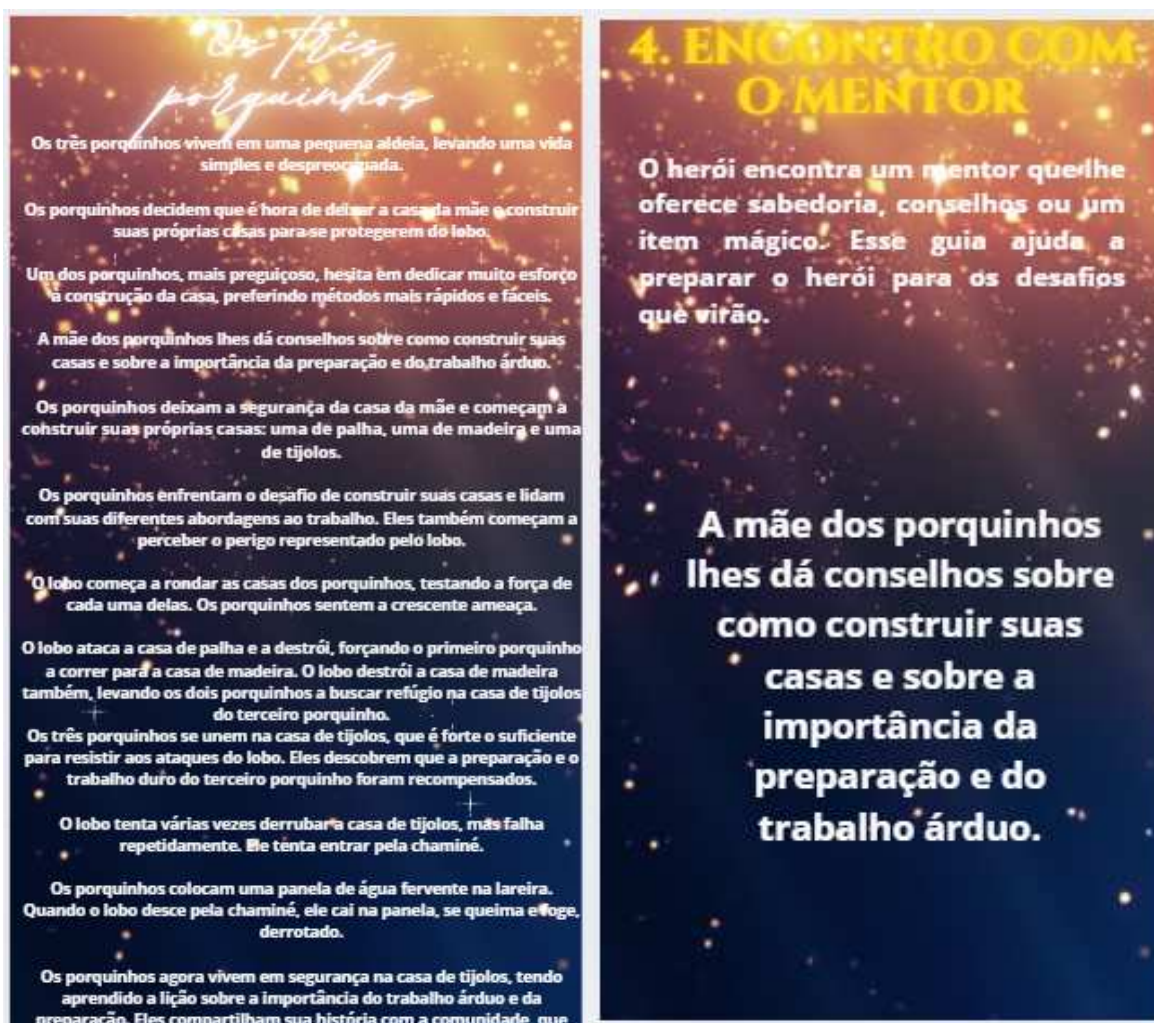 Os três
porquinhos
Os três porquinhos vivem em uma pequena aldeia, levando uma vida
simples e despreocupada.
Os porquinhos decidem que é hora de deixar a casa da mãe e construir
suas próprias casas para se protegerem do lobo.
Um dos porquinhos, mais preguiçoso, hesita em dedicar muito esforço
à construção da casa, preferindo métodos mais rápidos e fáceis.
A mãe dos porquinhos lhes dá conselhos sobre como construir suas
casas e sobre a importância da preparação e do trabalho árduo.
Os porquinhos deixam a segurança da casa da mãe e começam a
construir suas próprias casas: uma de palha, uma de madeira e uma
de tijolos.
Os porquinhos enfrentam o desafio de construir suas casas e lidam
com suas diferentes abordagens ao trabalho. Eles também começam a
perceber o perigo representado pelo lobo.
O lobo começa a rondar as casas dos porquinhos, testando a força de
cada uma delas. Os porquinhos sentem a crescente ameaça.
O lobo ataca a casa de palha e a destrói, forçando o primeiro porquinho
a correr para a casa de madeira. O lobo destrói a casa de madeira
também, levando os dois porquinhos a buscar refúgio na casa de tijolos
do terceiro porquinho.
Os três porquinhos se unem na casa de tijolos, que é forte o suficiente
para resistir aos ataques do lobo. Eles descobrem que a preparação e o
trabalho duro do terceiro porquinho foram recompensados.
O lobo tenta várias vezes derrubar a casa de tijolos, mas falha
repetidamente. Ele tenta entrar pela chaminé.
Os porquinhos colocam uma panela de água fervente na lareira.
Quando o lobo desce pela chaminé, ele cai na panela, se queima e foge,
derrotado.
Os porquinhos agora vivem em segurança na casa de tijolos, tendo
aprendido a lição sobre a importância do trabalho árduo e da
preparação. Eles compartilham sua história com a comunidade, que
4. ENCONTRO COM
O MENTOR
O herói encontra um mentor que lhe
oferece sabedoria, conselhos ou um
item mágico. Esse guia ajuda a
preparar o herói para os desafios
que virão.
A mãe dos porquinhos
lhes dá conselhos sobre
como construir suas
casas e sobre a
importância da
preparação e do
trabalho árduo.